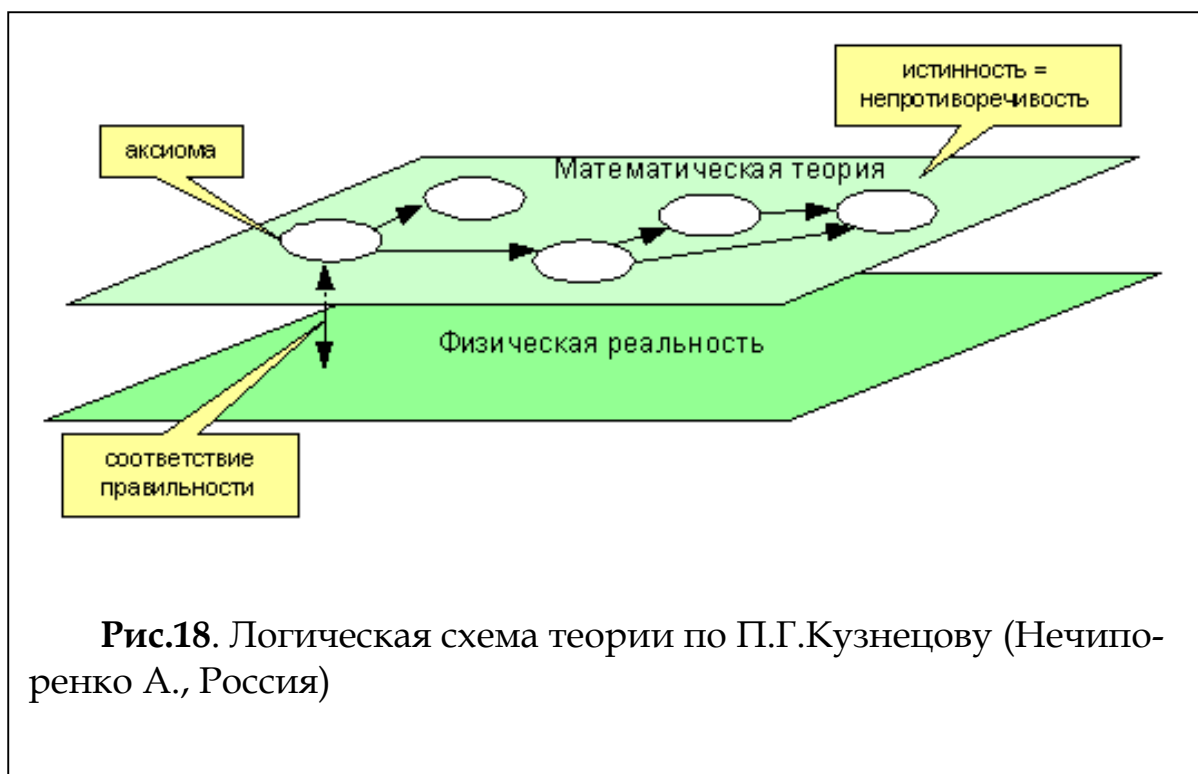 истинность =
непротиворечивость
аксиома
Математическая теория
Физическая реальность
соответствие
правильности
Рис.18. Логическая схема теории по П.Г.Кузнецову (Нечипо-
ренко А., Россия)